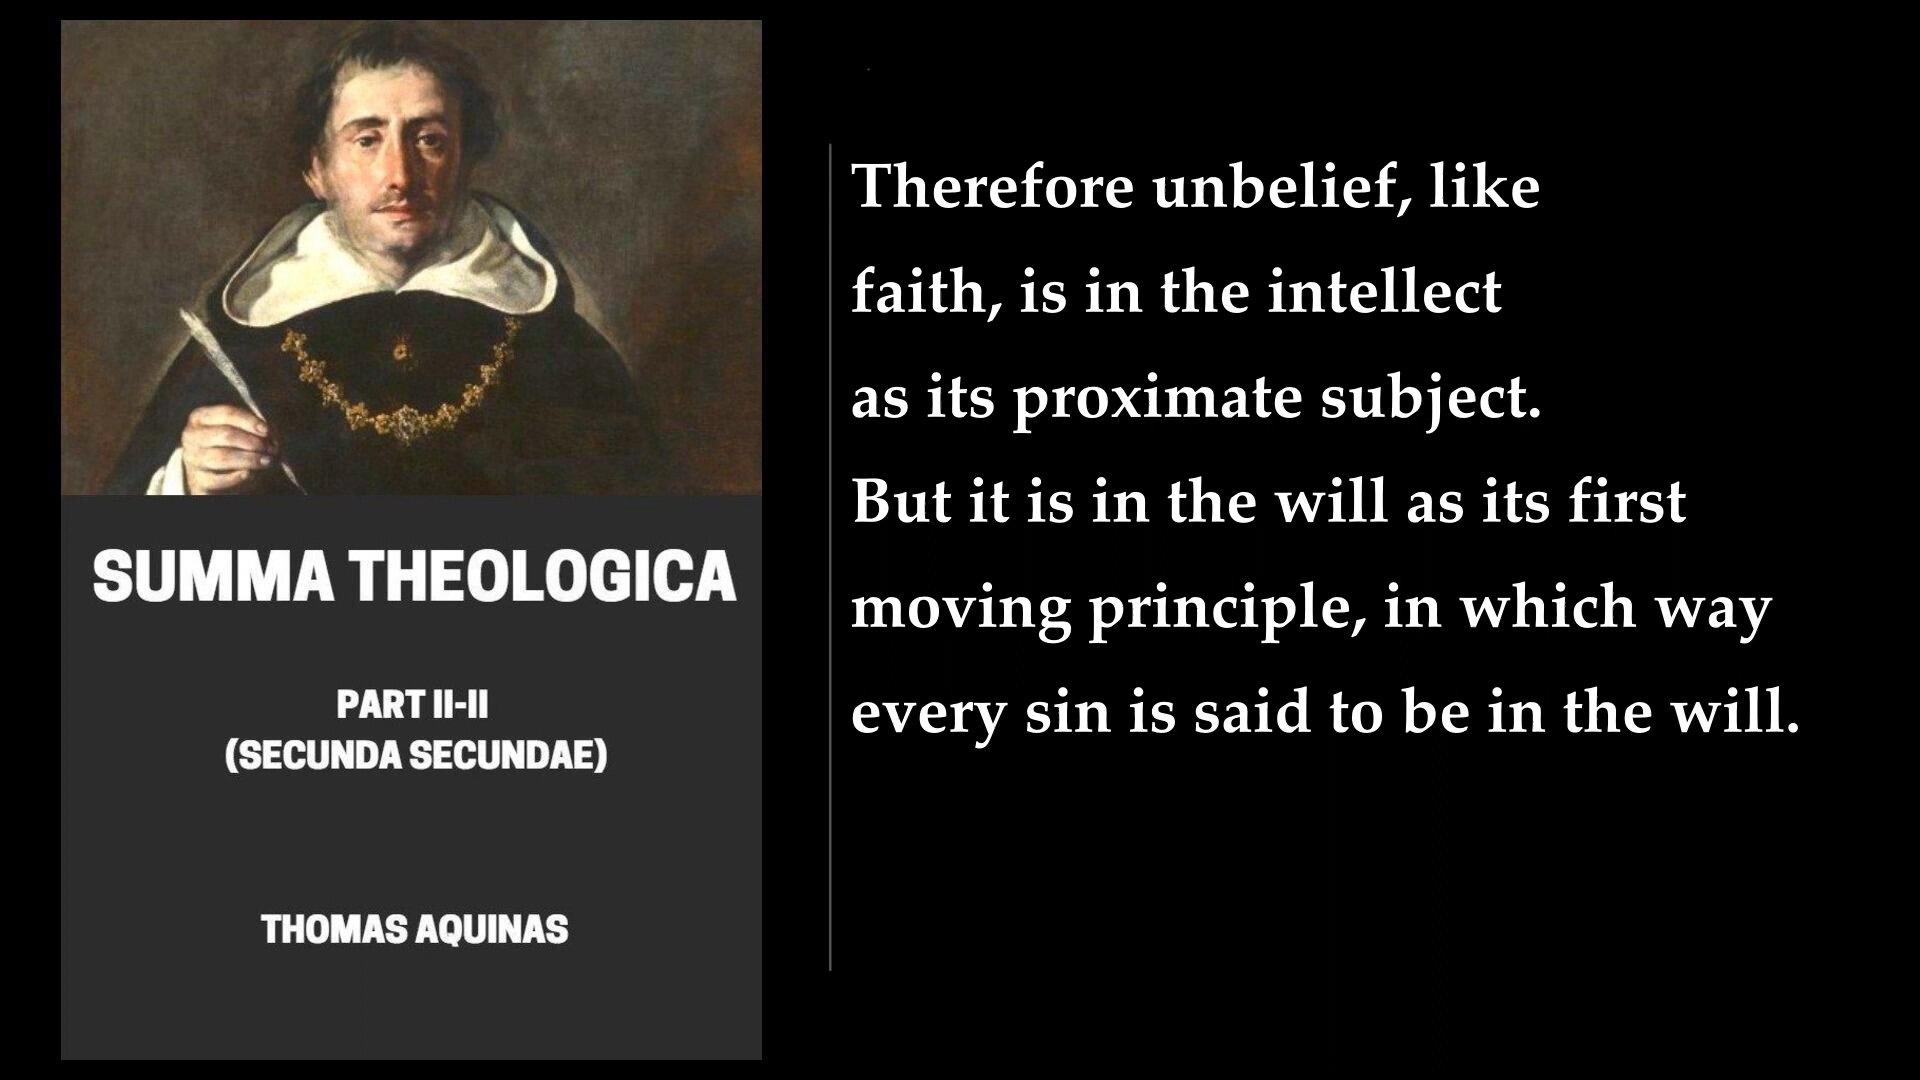 SUMMA THEOLOGICA
PART II-II
(SECUNDA SECUNDAE)
THOMAS AQUINAS
Therefore unbelief, like
faith, is in the intellect
as its proximate subject.
But it is in the will as its first
moving principle, in which way
every sin is said to be in the will.